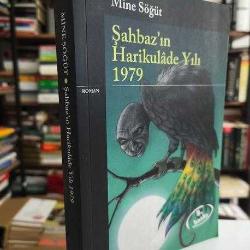 Mine Söğüt
Şahbaz'ın
Harikulâde Yılı
1979
ROMAN
MİNE SÖĞÜT • Şahbaz'ın Harikulâde Yılı 1979